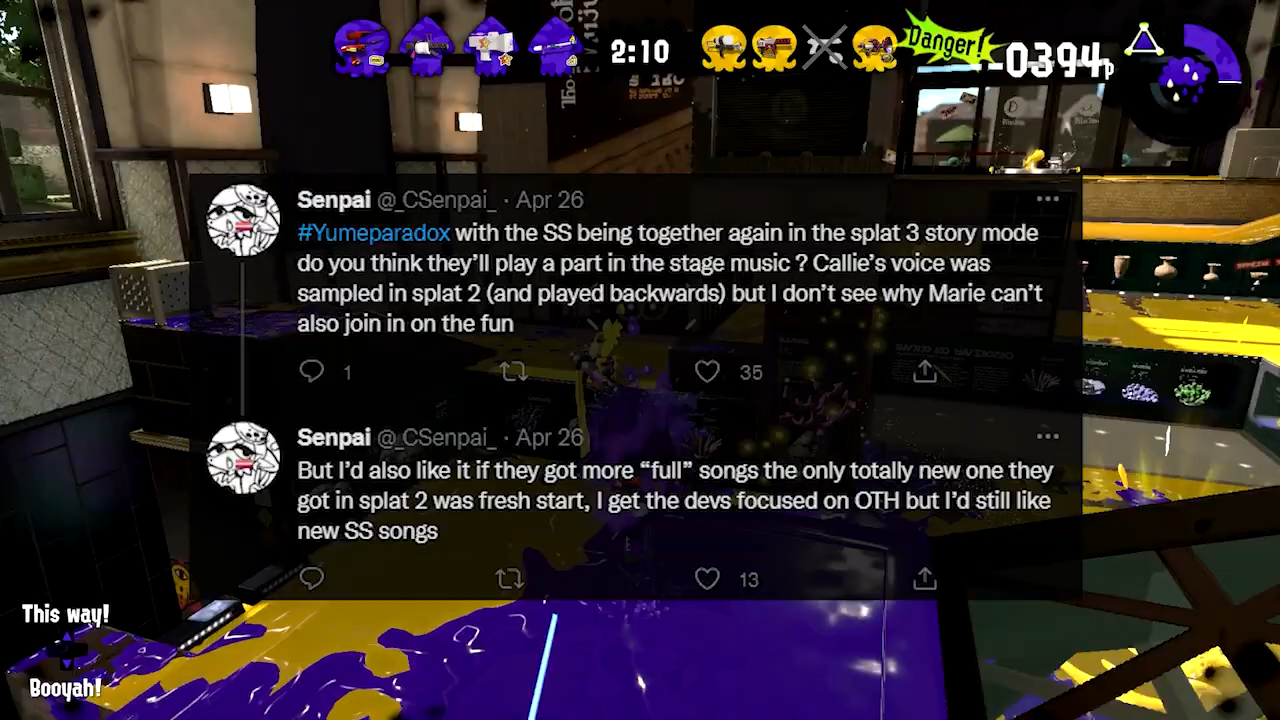 2:10
Danger!
0394p
Senpai @_CSenpai_ · Apr 26
#Yumeparadox with the SS being together again in the splat 3 story mode
do you think they'll play a part in the stage music ? Callie's voice was
sampled in splat 2 (and played backwards) but I don't see why Marie can't
also join in on the fun
1
35
Senpai @_CSenpai_ · Apr 26
But I'd also like it if they got more “full” songs the only totally new one they
got in splat 2 was fresh start, I get the devs focused on OTH but I'd still like
new SS songs
13
This way!
Booyah!